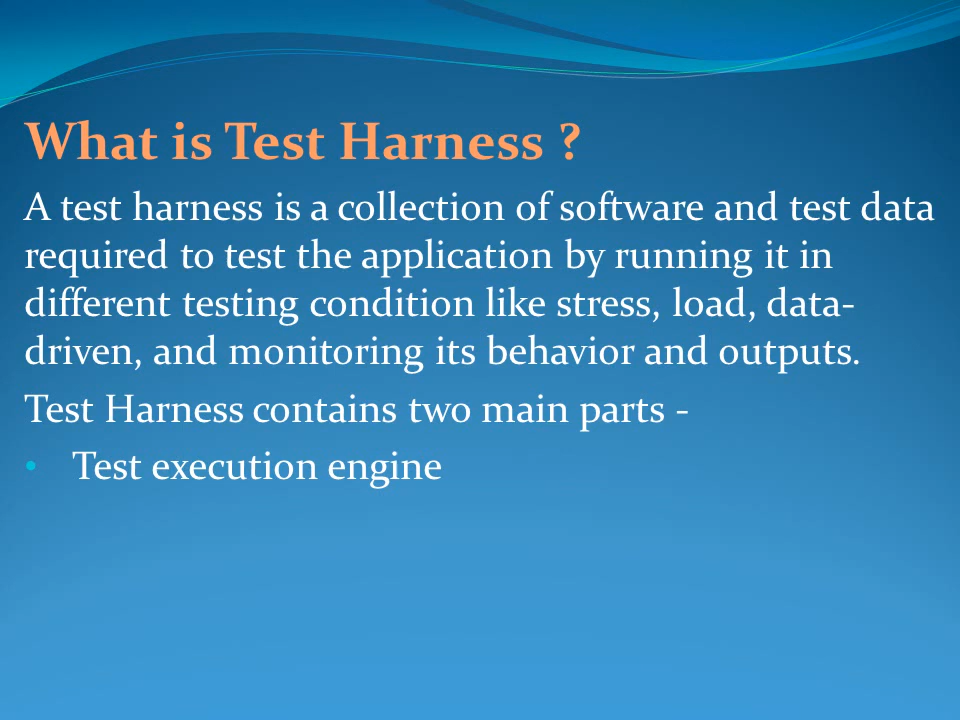 What is Test Harness ?
A test harness is a collection of software and test data
required to test the application by running it in
different testing condition like stress, load, data-
driven, and monitoring its behavior and outputs.
Test Harness contains two main parts -
• Test execution engine